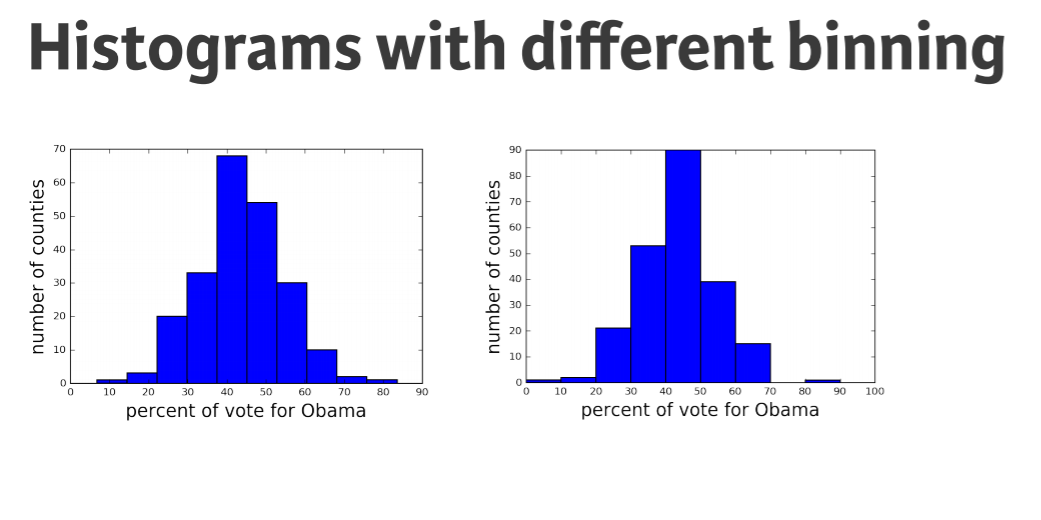 Histograms with different binning
70
60
50
40
30
20
10
0
number of counties
0 10 20 30 40 50 60 70 80 90
percent of vote for Obama
90
80
70
60
50
40
30
20
10
0
number of counties
0 10 20 30 40 50 60 70 80 90 100
percent of vote for Obama